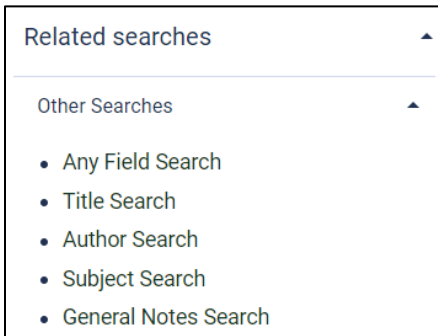 Related searches
Other Searches
Any Field Search
Title Search
Author Search
Subject Search
General Notes Search